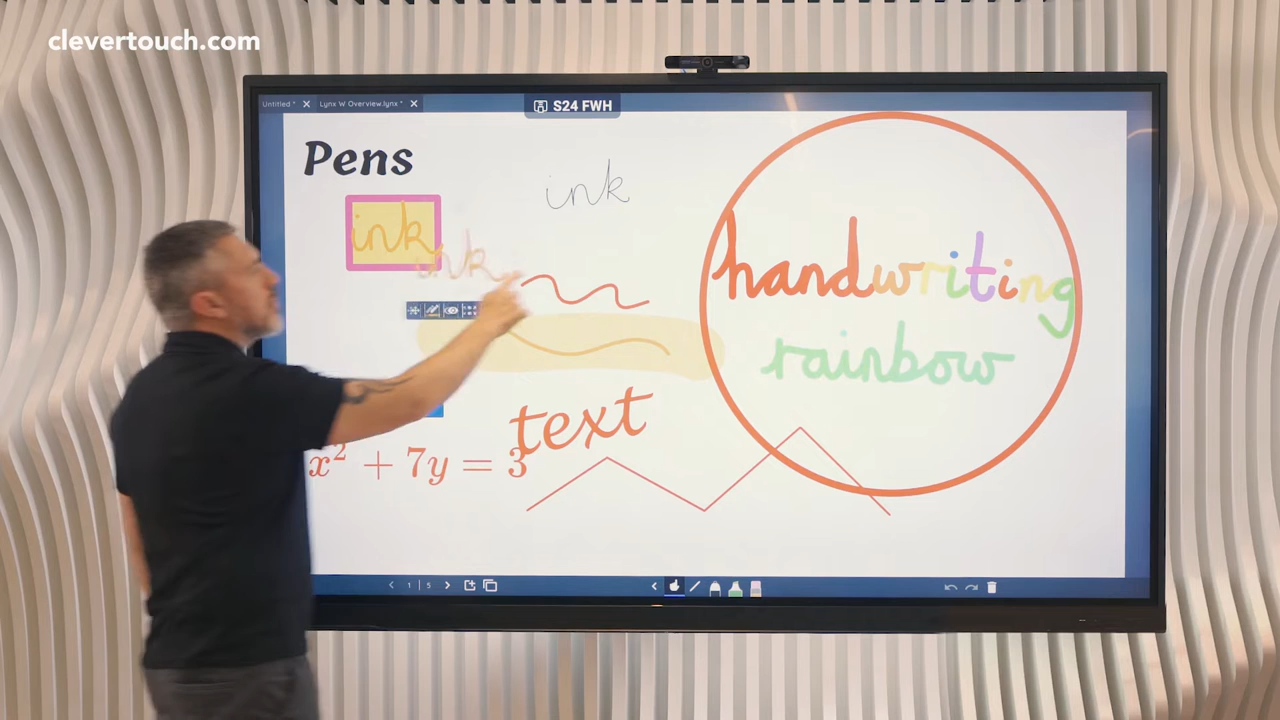 clevertouch.com
Untitled *
Lynx W Overview.lynx *
S24 FWH
Pens
ink
ink
ink
handwriting
rainbow
text
x² + 7y = 3
1 | 5